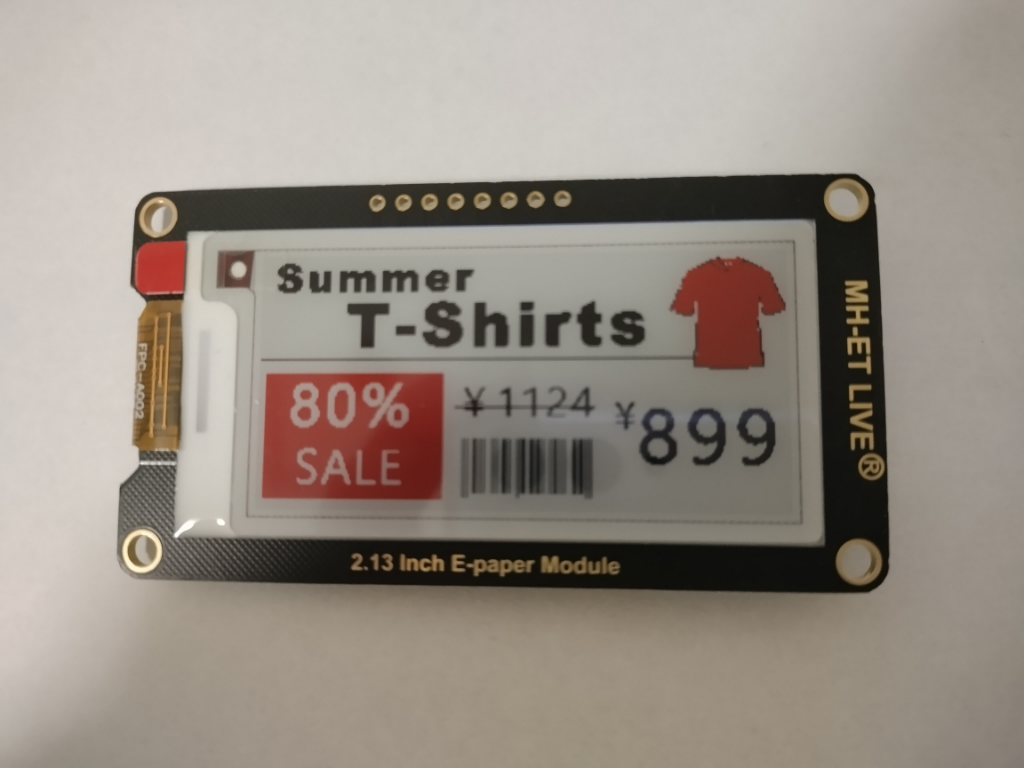 Summer
T-Shirts
80%
SALE
¥1124
¥899
FPC-A002
MH-ET LIVE®
2.13 Inch E-paper Module